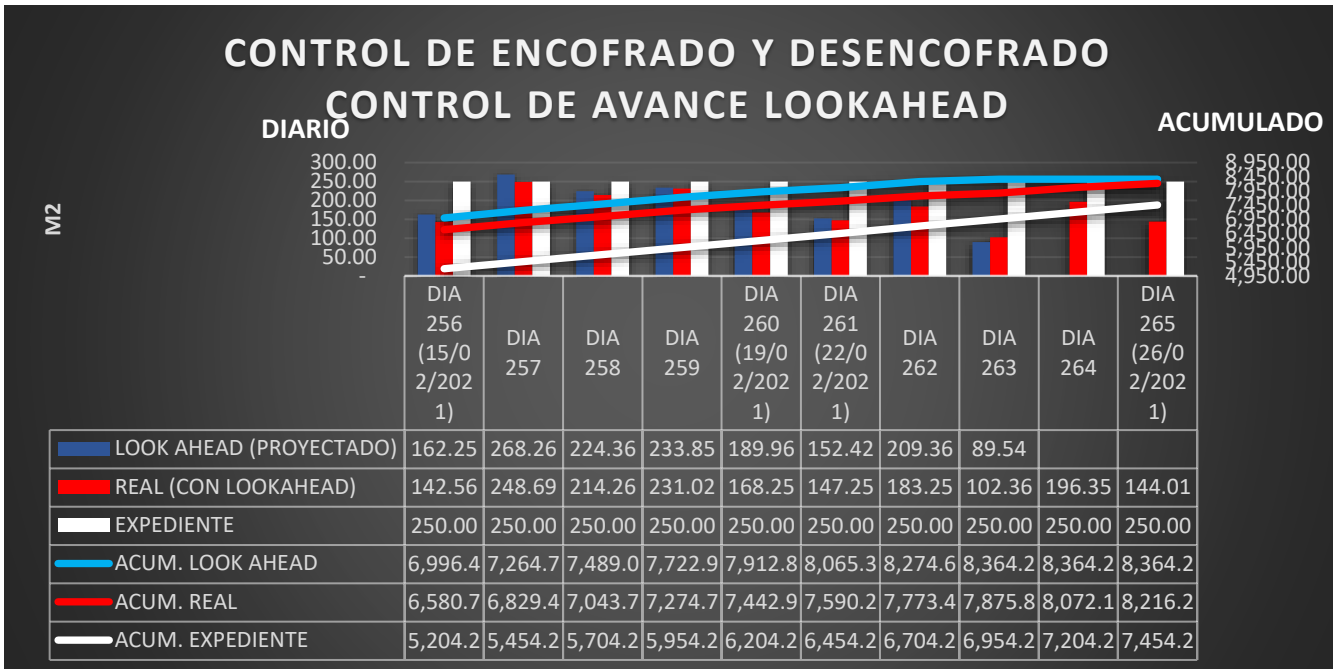 CONTROL DE ENCOFRADO Y DESENCOFRADO
CONTROL DE AVANCE LOOKAHEAD
DIARIO
ACUMULADO
M2
300.00
250.00
200.00
150.00
100.00
50.00
-
8,950.00
8,450.00
7,950.00
7,450.00
6,950.00
6,450.00
5,950.00
5,450.00
4,950.00
DIA 256 (15/02/2021) DIA 257 DIA 258 DIA 259 DIA 260 (19/02/2021) DIA 261 (22/02/2021) DIA 262 DIA 263 DIA 264 DIA 265 (26/02/2021)
LOOK AHEAD (PROYECTADO) 162.25 268.26 224.36 233.85 189.96 152.42 209.36 89.54
REAL (CON LOOKAHEAD) 142.56 248.69 214.26 231.02 168.25 147.25 183.25 102.36 196.35 144.01
EXPEDIENTE 250.00 250.00 250.00 250.00 250.00 250.00 250.00 250.00 250.00 250.00
ACUM. LOOK AHEAD 6,996.4 7,264.7 7,489.0 7,722.9 7,912.8 8,065.3 8,274.6 8,364.2 8,364.2 8,364.2
ACUM. REAL 6,580.7 6,829.4 7,043.7 7,274.7 7,442.9 7,590.2 7,773.4 7,875.8 8,072.1 8,216.2
ACUM. EXPEDIENTE 5,204.2 5,454.2 5,704.2 5,954.2 6,204.2 6,454.2 6,704.2 6,954.2 7,204.2 7,454.2